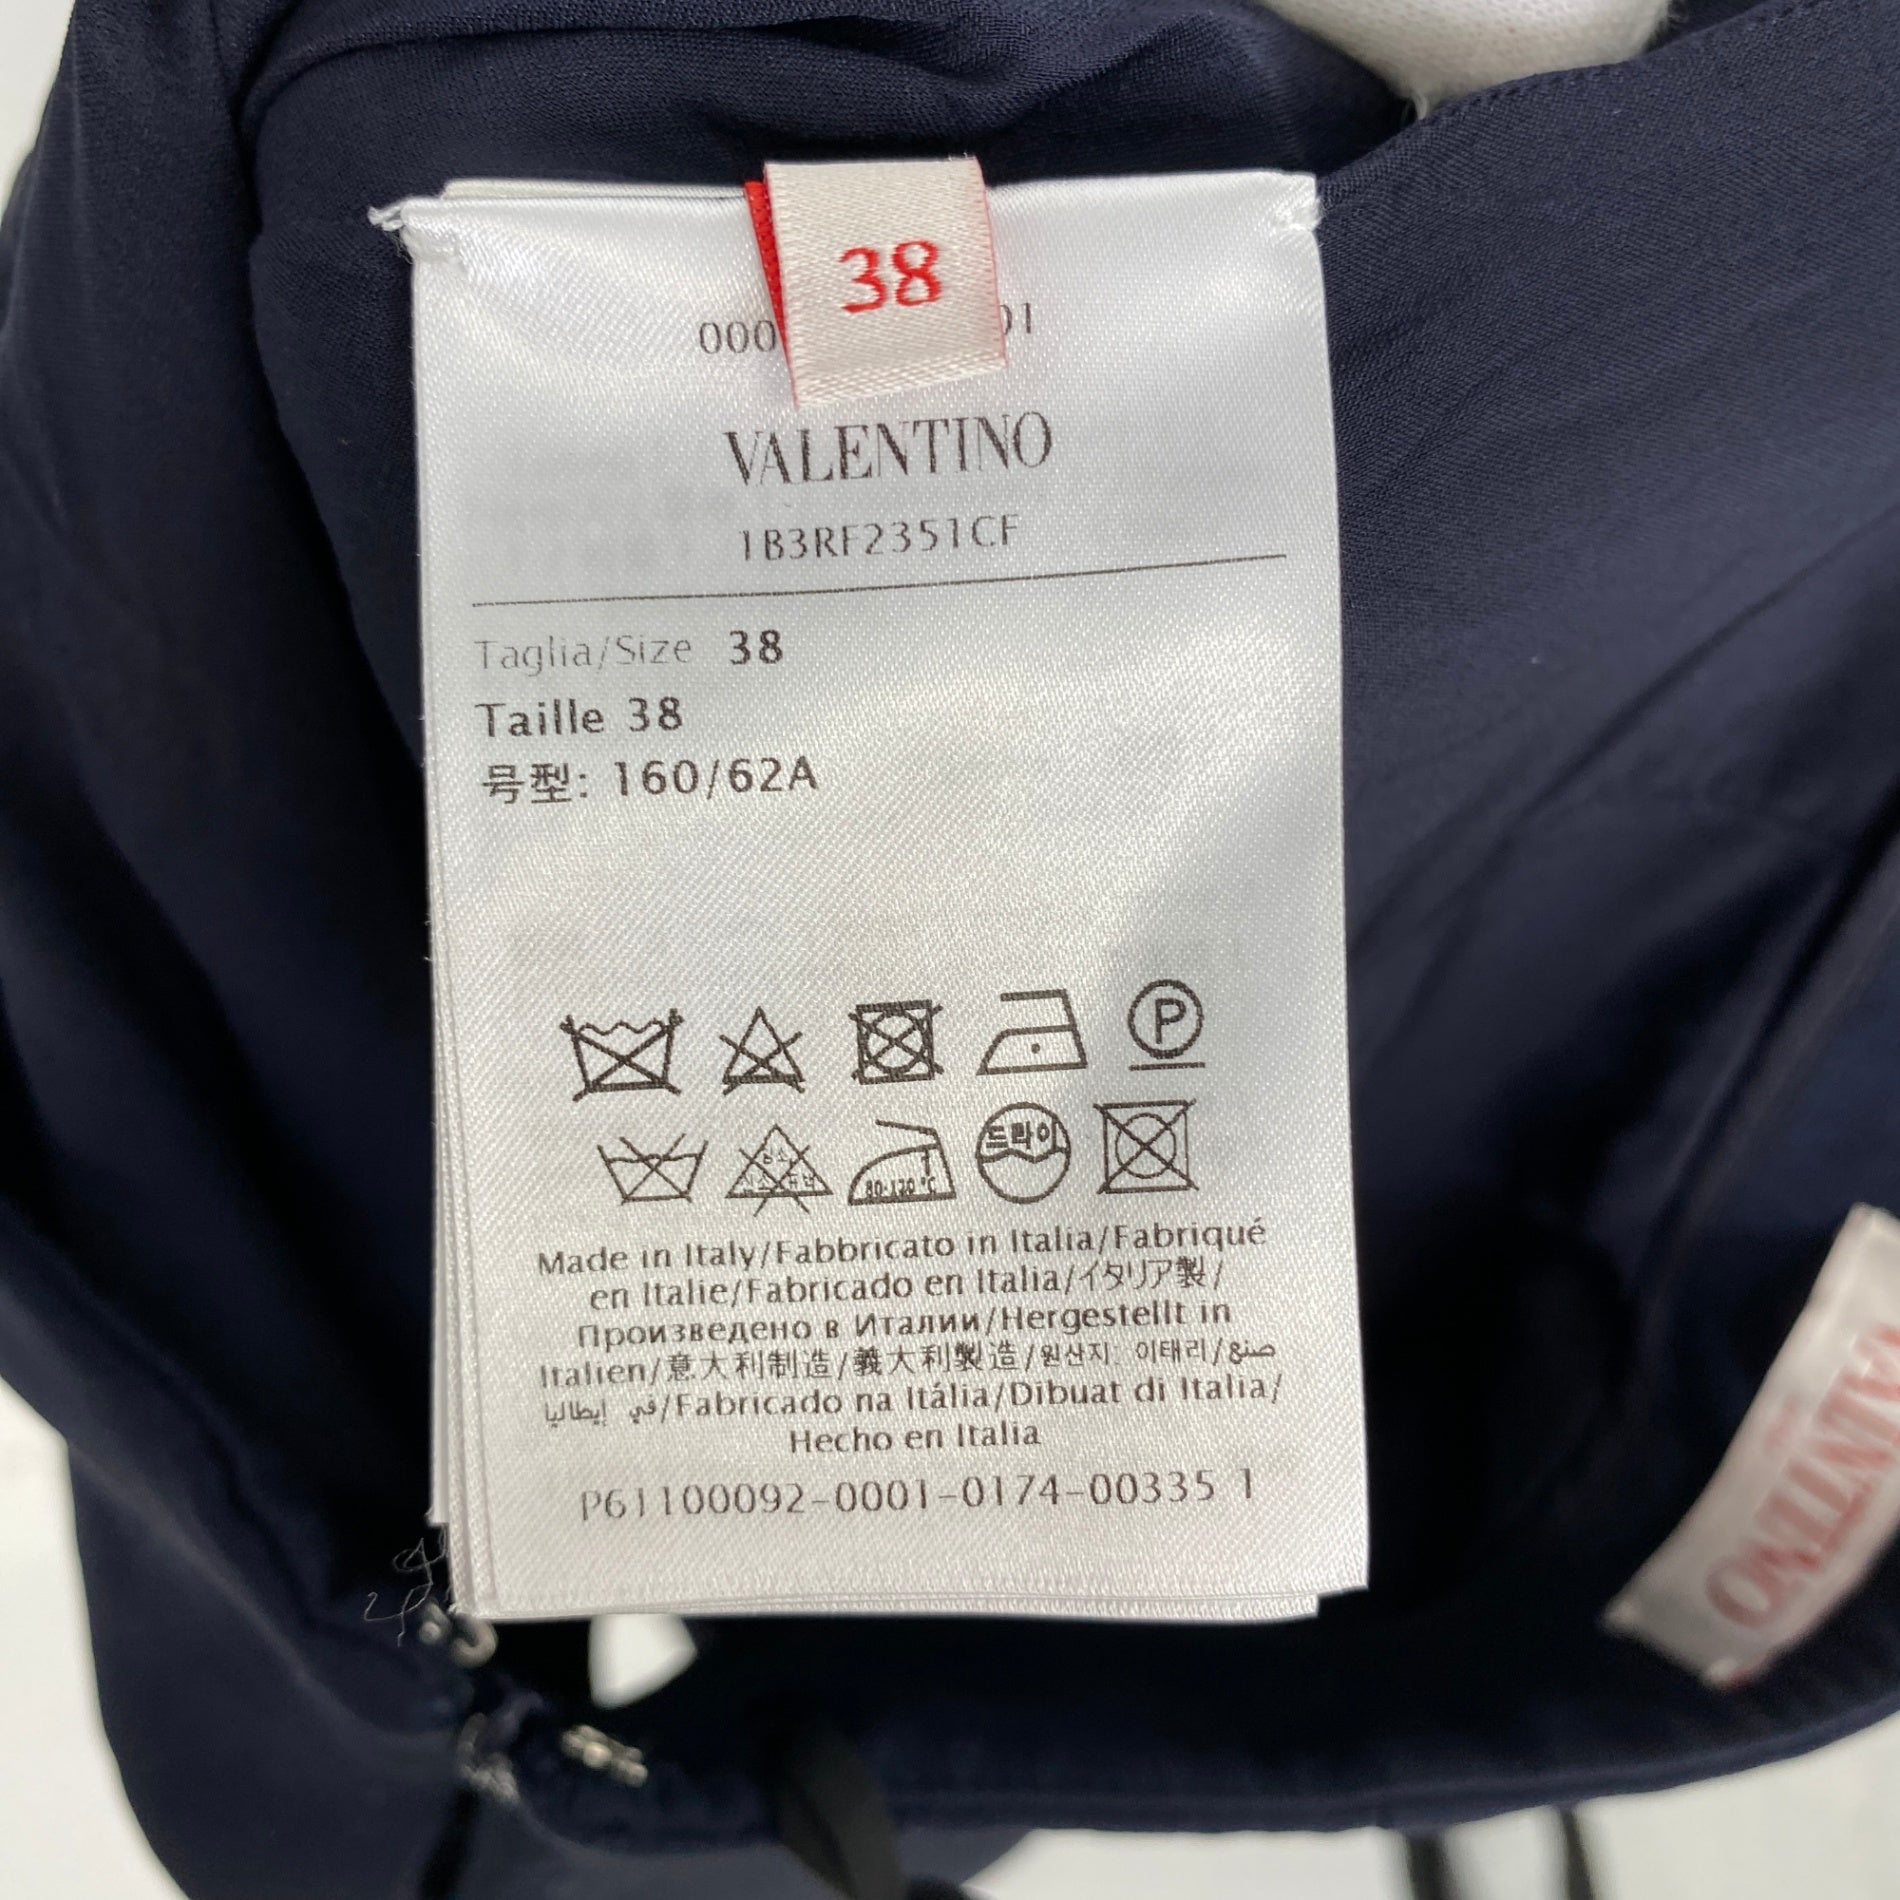 38
000 01
VALENTINO
1B3RF2351CF
Taglia/Size 38
Taille 38
号型: 160/62A
P
드라이
80-120°C
Made in Italy/Fabbricato in Italia/Fabriqué
en Italie/Fabricado en Italia/イタリア製/
Произведено в Италии/Hergestellt in
Italien/意大利制造/義大利製造/원산지: 이태리/صنع
في إيطاليا/Fabricado na Itália/Dibuat di Italia/
Hecho en Italia
P61100092-0001-0174-00335 1
VALENTINO